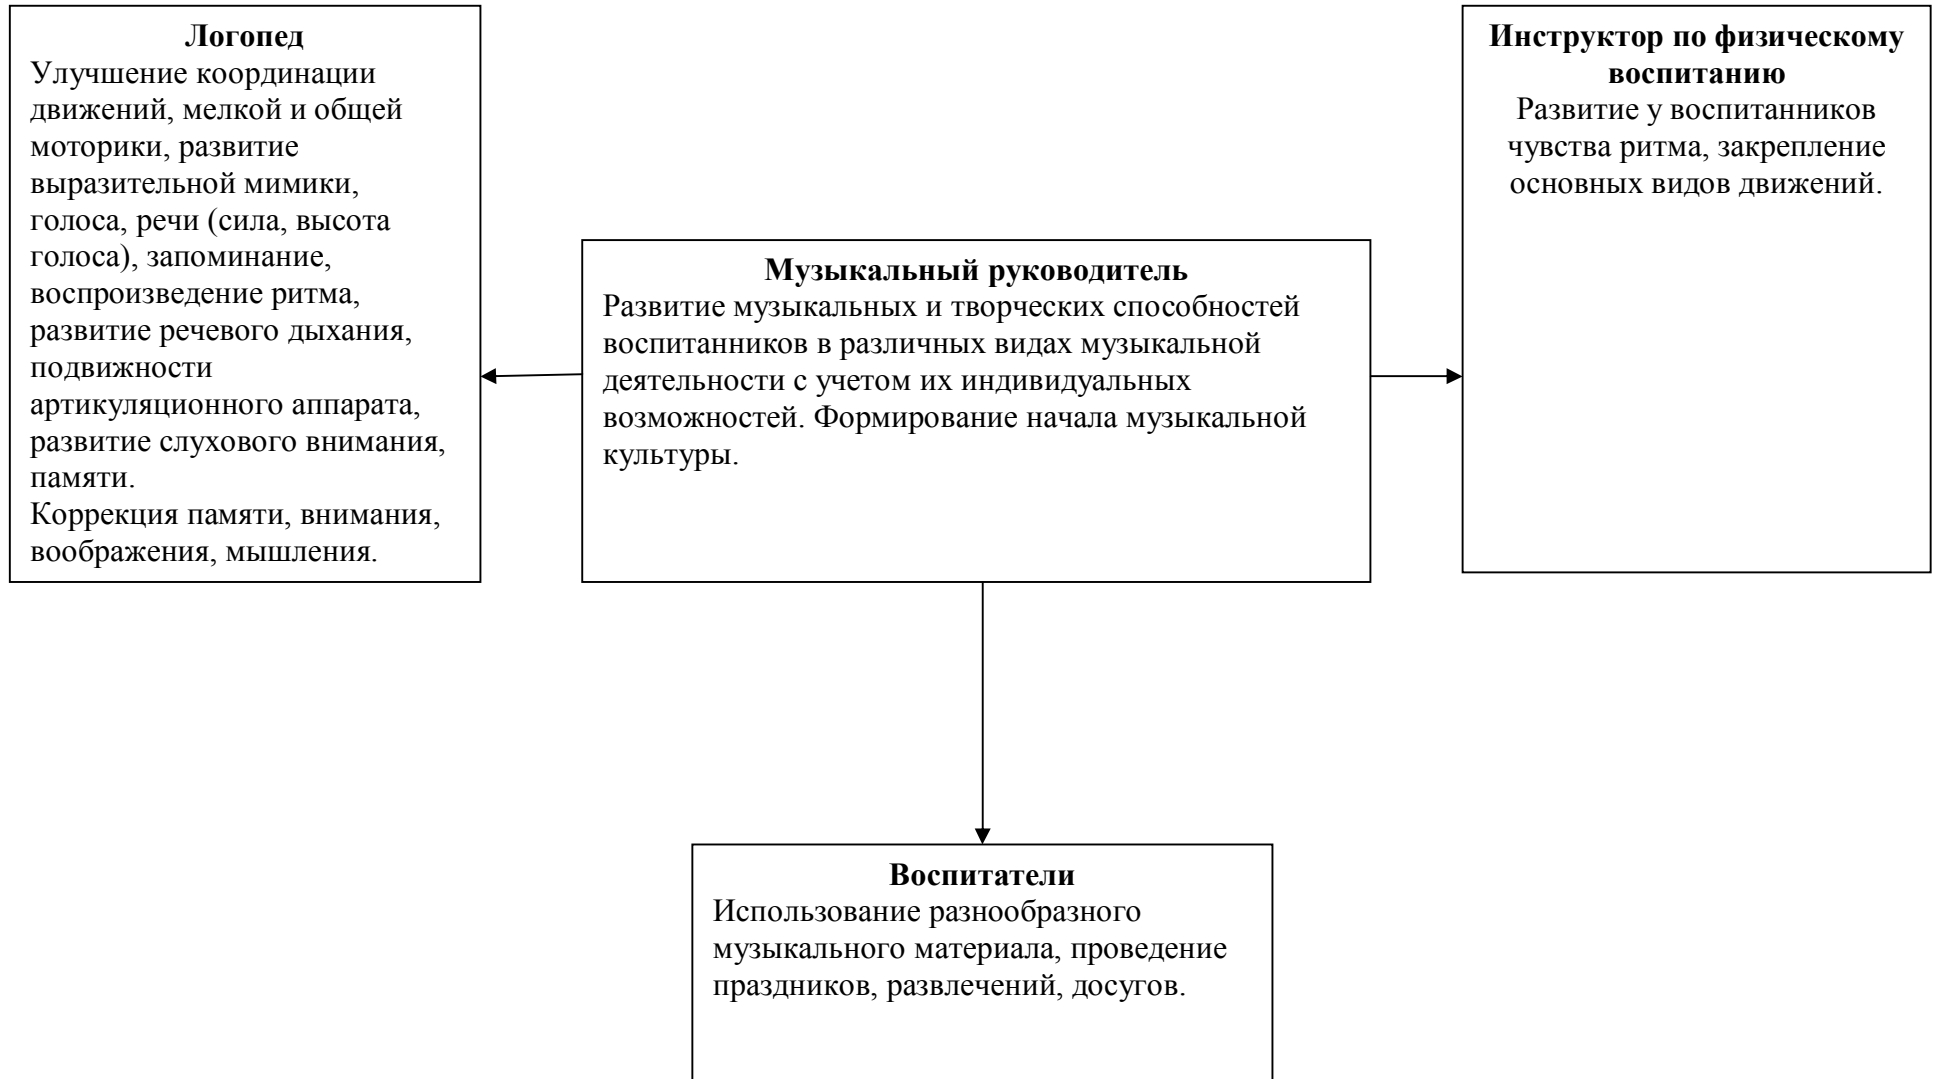 Логопед
Улучшение координации
движений, мелкой и общей
моторики, развитие
выразительной мимики,
голоса, речи (сила, высота
голоса), запоминание,
воспроизведение ритма,
развитие речевого дыхания,
подвижности
артикуляционного аппарата,
развитие слухового внимания,
памяти.
Коррекция памяти, внимания,
воображения, мышления.
Музыкальный руководитель
Развитие музыкальных и творческих способностей
воспитанников в различных видах музыкальной
деятельности с учетом их индивидуальных
возможностей. Формирование начала музыкальной
культуры.
Инструктор по физическому
воспитанию
Развитие у воспитанников
чувства ритма, закрепление
основных видов движений.
Воспитатели
Использование разнообразного
музыкального материала, проведение
праздников, развлечений, досугов.